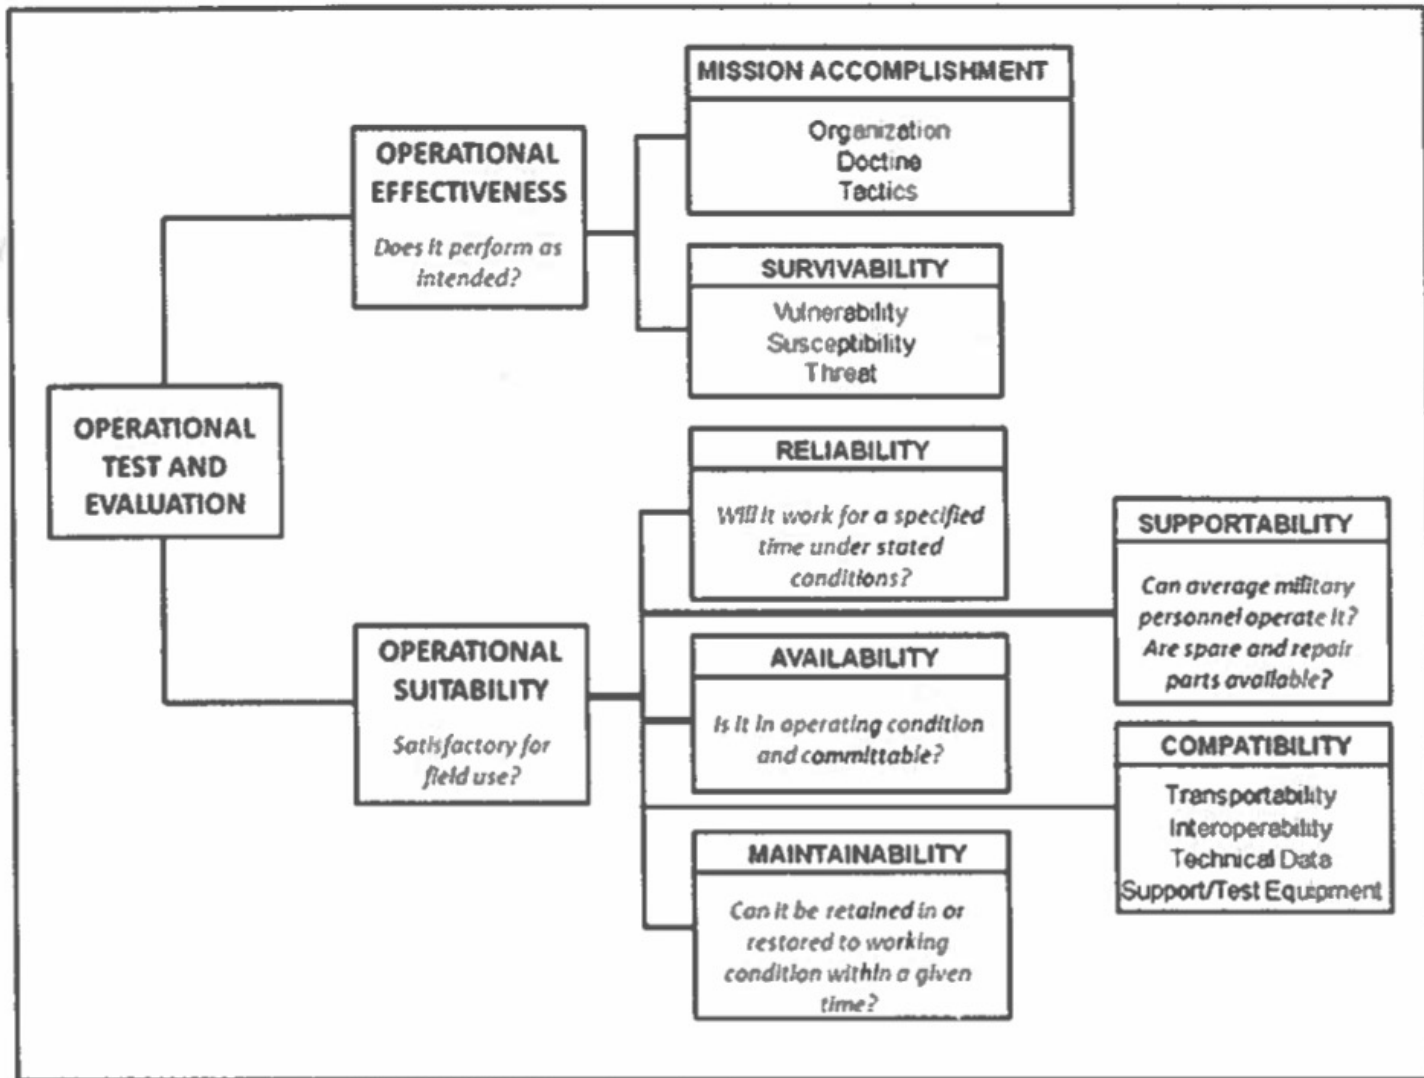 MISSION ACCOMPLISHMENT
Organization
Doctine
Tactics
OPERATIONAL
EFFECTIVENESS
Does it perform as
intended?
SURVIVABILITY
Vulnerability
Susceptibility
Threat
OPERATIONAL
TEST AND
EVALUATION
RELIABILITY
Will it work for a specified
time under stated
conditions?
SUPPORTABILITY
Can average military
personnel operate it?
Are spare and repair
parts available?
OPERATIONAL
SUITABILITY
Satisfactory for
field use?
AVAILABILITY
Is it in operating condition
and committable?
COMPATIBILITY
Transportability
Interoperability
Technical Data
Support/Test Equipment
MAINTAINABILITY
Can it be retained in or
restored to working
condition within a given
time?